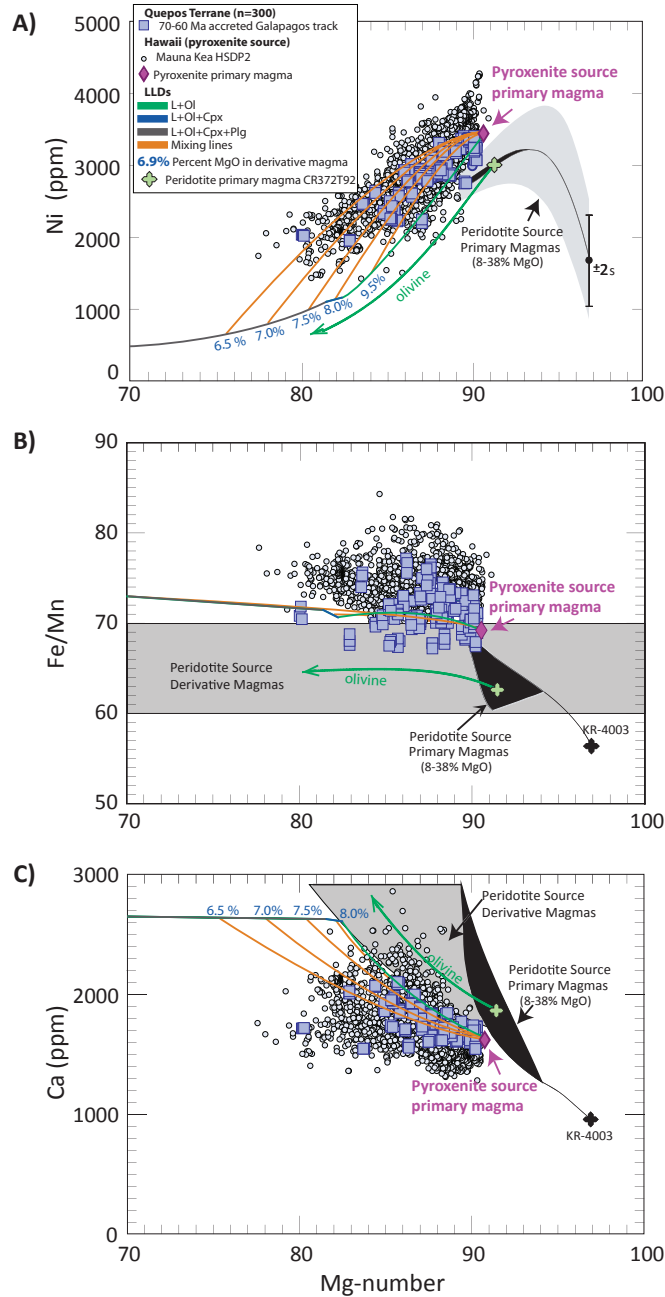 A)
Quepos Terrane (n=300)
70-60 Ma accreted Galapagos track
Hawaii (pyroxenite source)
Mauna Kea HSDP2
Pyroxenite primary magma
LLDs
L+Ol
L+Ol+Cpx
L+Ol+Cpx+Plg
Mixing lines
6.9% Percent MgO in derivative magma
Peridotite primary magma CR372T92
Pyroxenite source
primary magma
Peridotite Source
Primary Magmas
(8-38% MgO)
±2s
olivine
9.5%
8.0%
7.5%
7.0%
6.5 %
Ni (ppm)
5000
4000
3000
2000
1000
0
70
80
90
100
B)
Fe/Mn
90
80
70
60
50
Pyroxenite source
primary magma
Peridotite Source
Derivative Magmas
olivine
Peridotite Source
Primary Magmas
(8-38% MgO)
KR-4003
70
80
90
100
C)
Ca (ppm)
3000
2000
1000
0
6.5 %
7.0%
7.5%
8.0%
Peridotite Source
Derivative Magmas
olivine
Peridotite Source
Primary Magmas
(8-38% MgO)
Pyroxenite source
primary magma
KR-4003
70
80
90
100
Mg-number